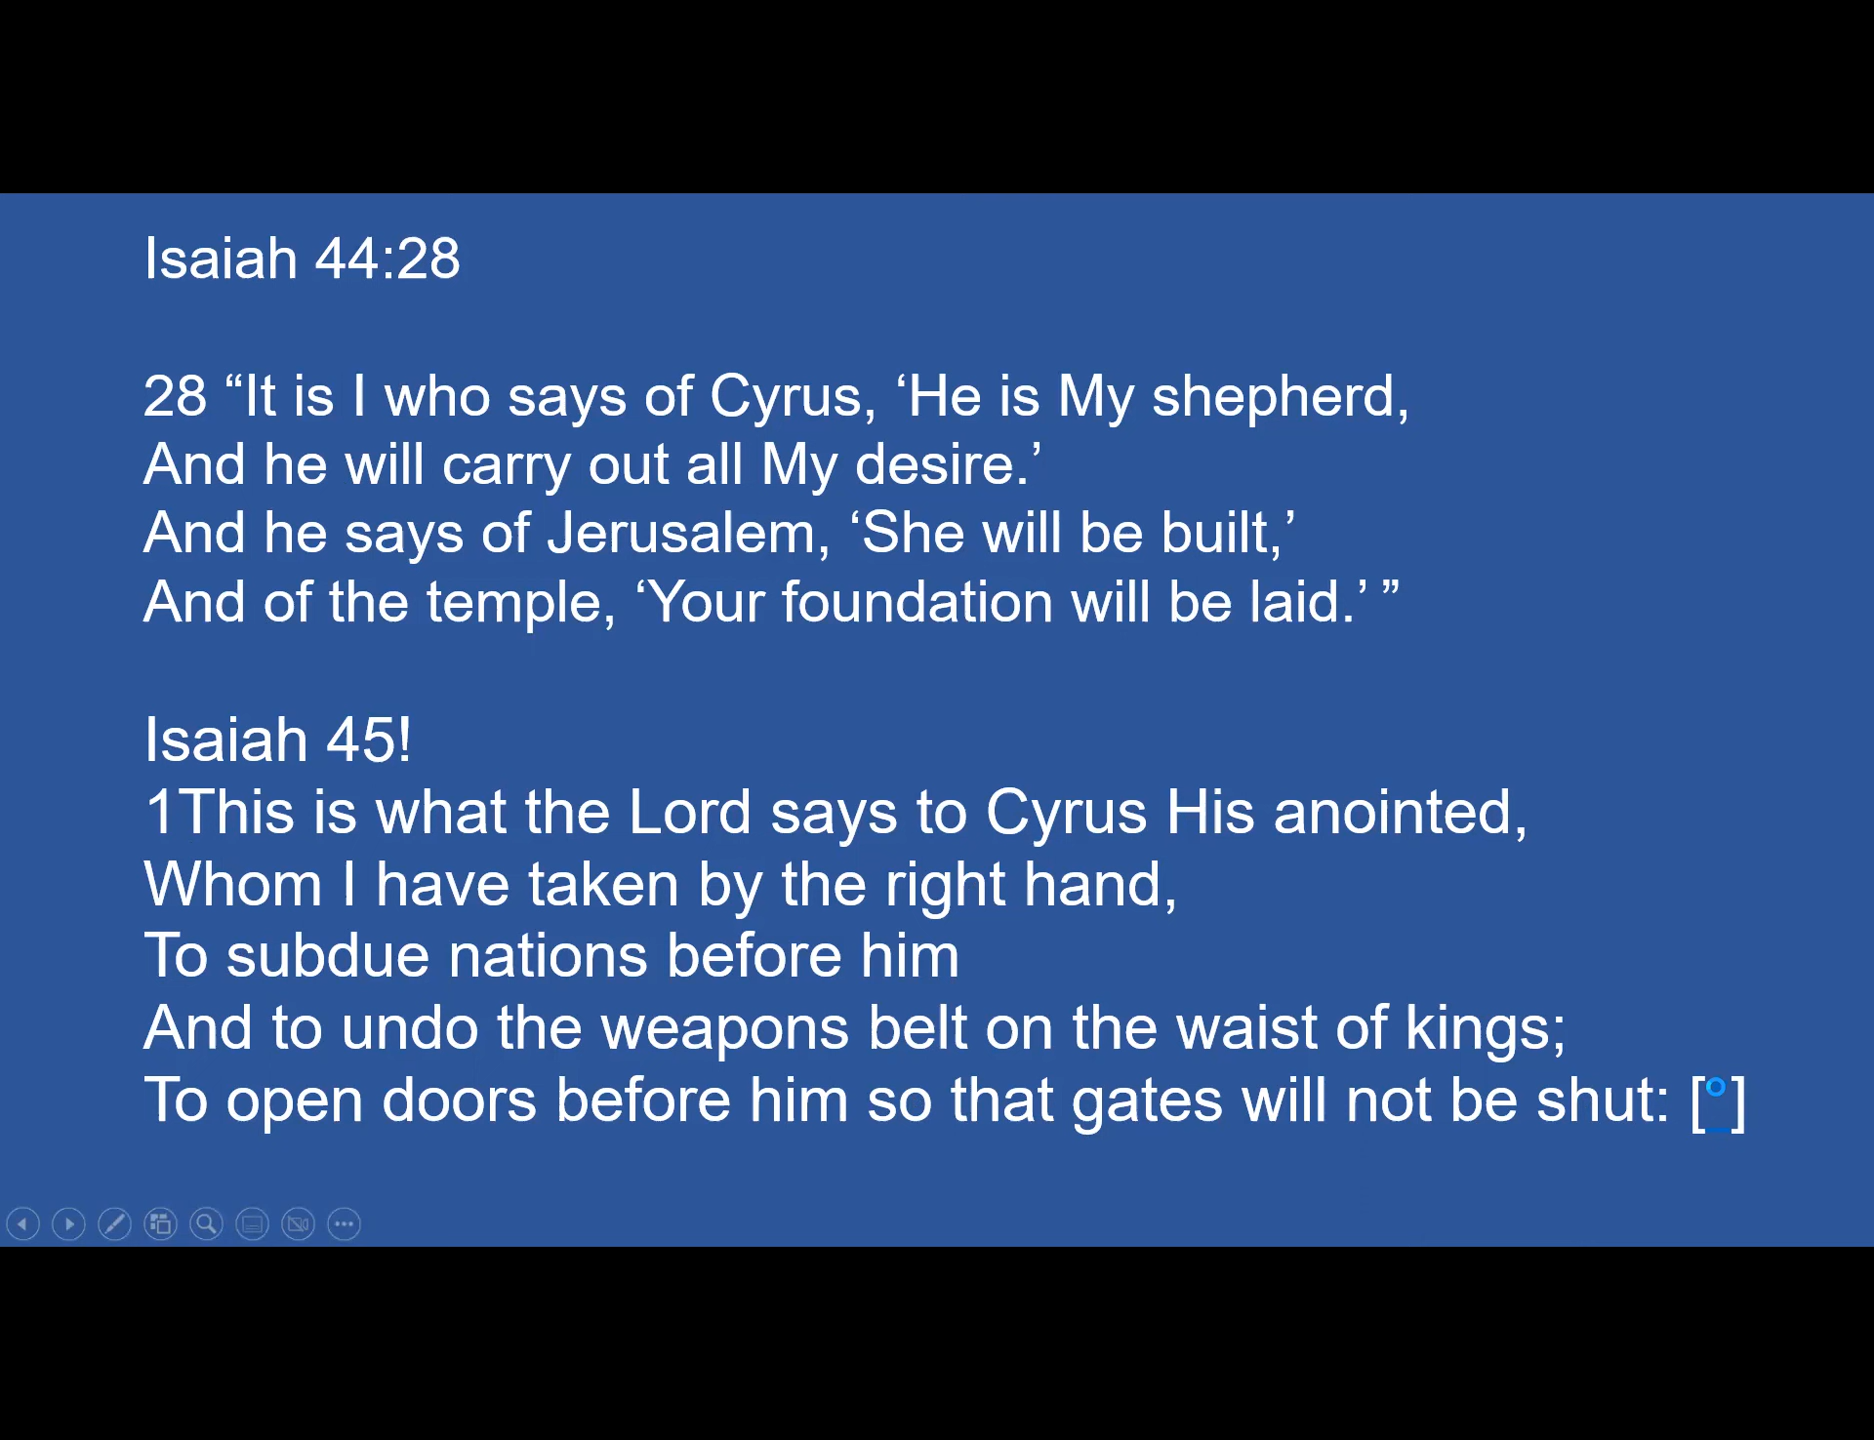 Isaiah 44:28
28 “It is I who says of Cyrus, ‘He is My shepherd,
And he will carry out all My desire.’
And he says of Jerusalem, ‘She will be built,’
And of the temple, ‘Your foundation will be laid.’ ”
Isaiah 45!
1This is what the Lord says to Cyrus His anointed,
Whom I have taken by the right hand,
To subdue nations before him
And to undo the weapons belt on the waist of kings;
To open doors before him so that gates will not be shut: [°]